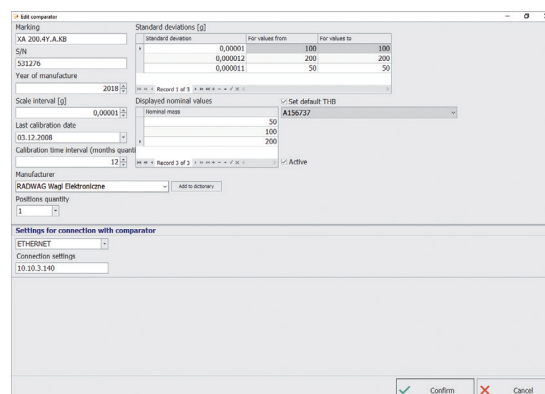 Edit comparator
Marking
XA 200.4Y.A.KB
S/N
531276
Year of manufacture
2018
Scale interval [g]
0,00001
Last calibration date
03.12.2008
Calibration time interval (months quanti
12
Manufacturer
RADWAG Wagi Elektroniczne
Add to dictionary
Positions quantity
1
Standard deviations [g]
Standard deviation For values from For values to
0,00001 100 100
0,000012 200 200
0,000011 50 50
Record 1 of 3
Displayed nominal values
Nominal mass
50
100
200
Record 3 of 3
Set default THB
A156737
Active
Settings for connection with comparator
ETHERNET
Connection settings
10.10.3.140
Confirm Cancel